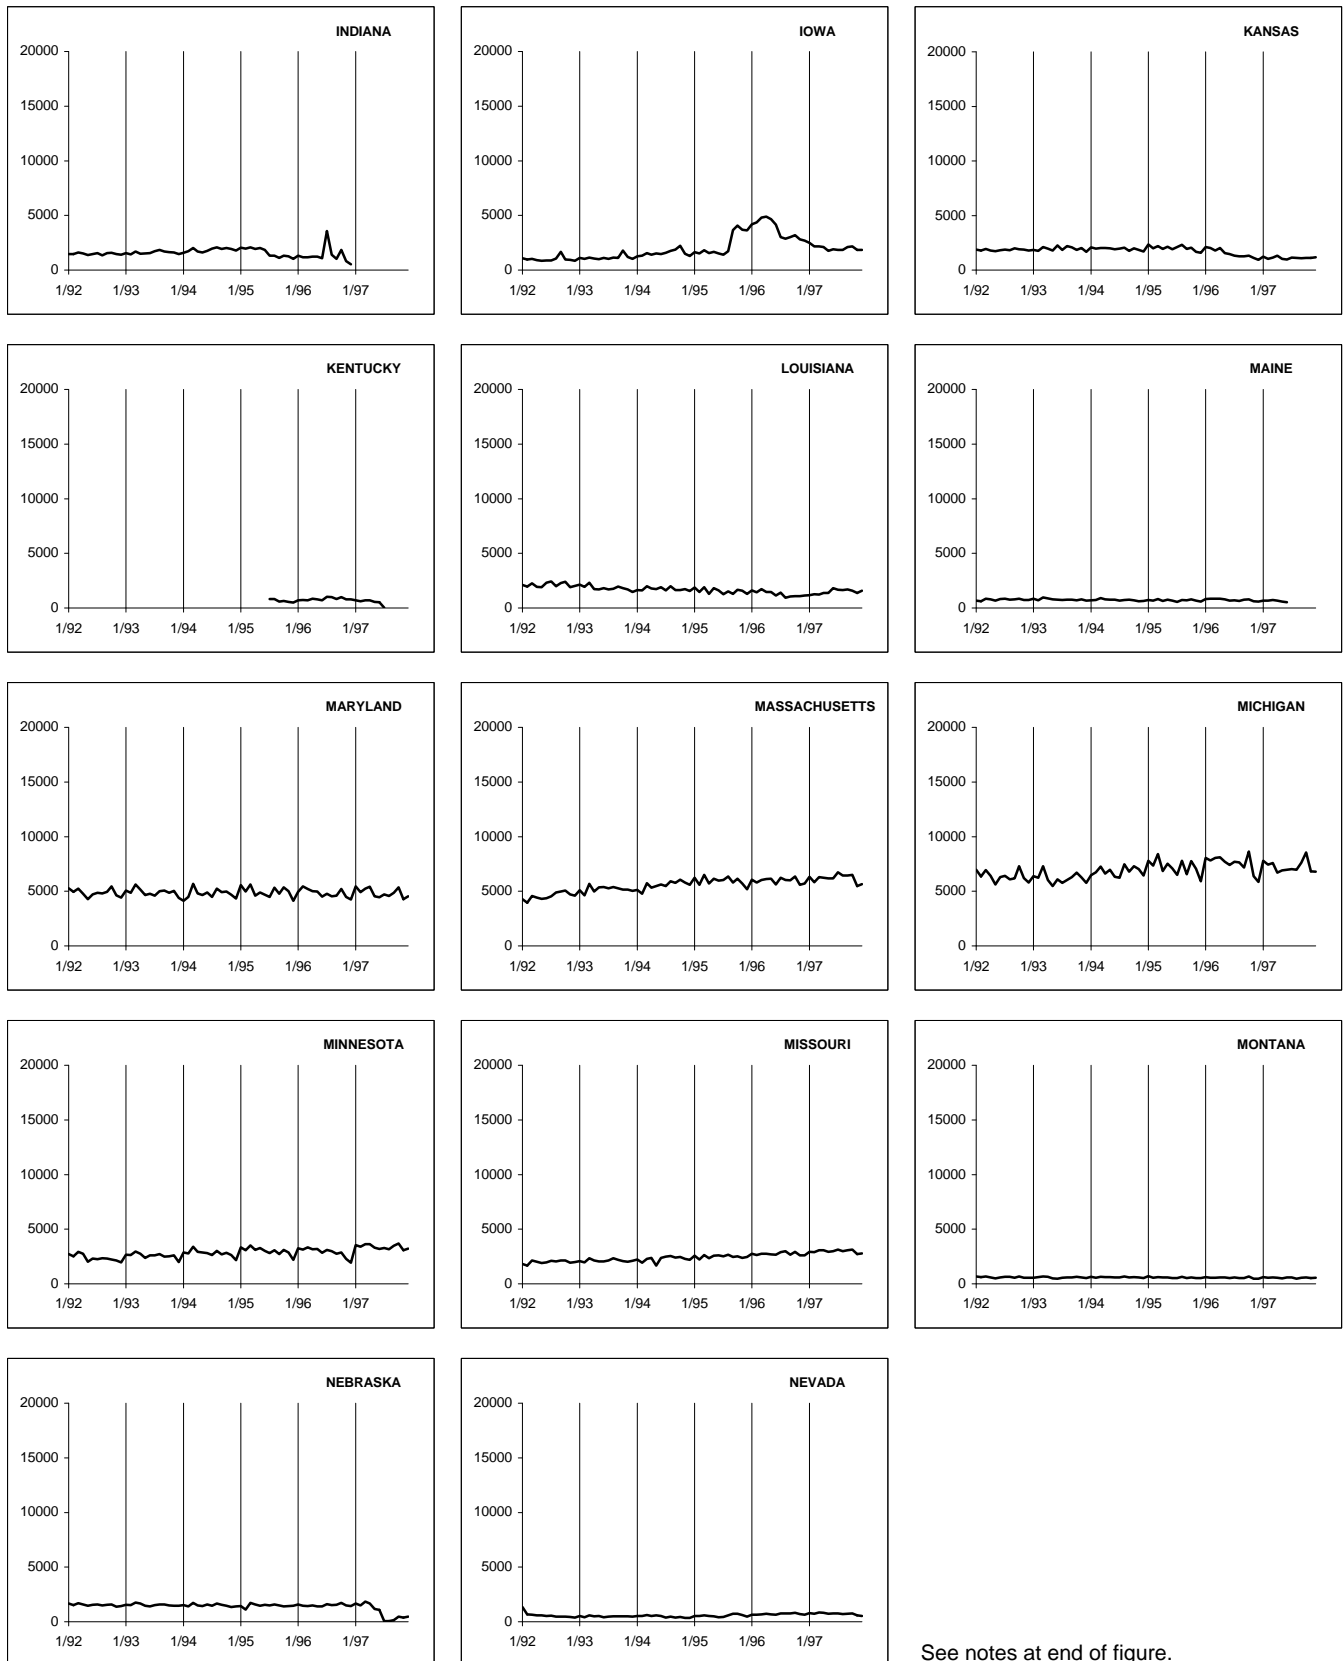 INDIANA
20000
15000
10000
5000
0
1/92 1/93 1/94 1/95 1/96 1/97
IOWA
20000
15000
10000
5000
0
1/92 1/93 1/94 1/95 1/96 1/97
KANSAS
20000
15000
10000
5000
0
1/92 1/93 1/94 1/95 1/96 1/97
KENTUCKY
20000
15000
10000
5000
0
1/92 1/93 1/94 1/95 1/96 1/97
LOUISIANA
20000
15000
10000
5000
0
1/92 1/93 1/94 1/95 1/96 1/97
MAINE
20000
15000
10000
5000
0
1/92 1/93 1/94 1/95 1/96 1/97
MARYLAND
20000
15000
10000
5000
0
1/92 1/93 1/94 1/95 1/96 1/97
MASSACHUSETTS
20000
15000
10000
5000
0
1/92 1/93 1/94 1/95 1/96 1/97
MICHIGAN
20000
15000
10000
5000
0
1/92 1/93 1/94 1/95 1/96 1/97
MINNESOTA
20000
15000
10000
5000
0
1/92 1/93 1/94 1/95 1/96 1/97
MISSOURI
20000
15000
10000
5000
0
1/92 1/93 1/94 1/95 1/96 1/97
MONTANA
20000
15000
10000
5000
0
1/92 1/93 1/94 1/95 1/96 1/97
NEBRASKA
20000
15000
10000
5000
0
1/92 1/93 1/94 1/95 1/96 1/97
NEVADA
20000
15000
10000
5000
0
1/92 1/93 1/94 1/95 1/96 1/97
See notes at end of figure.